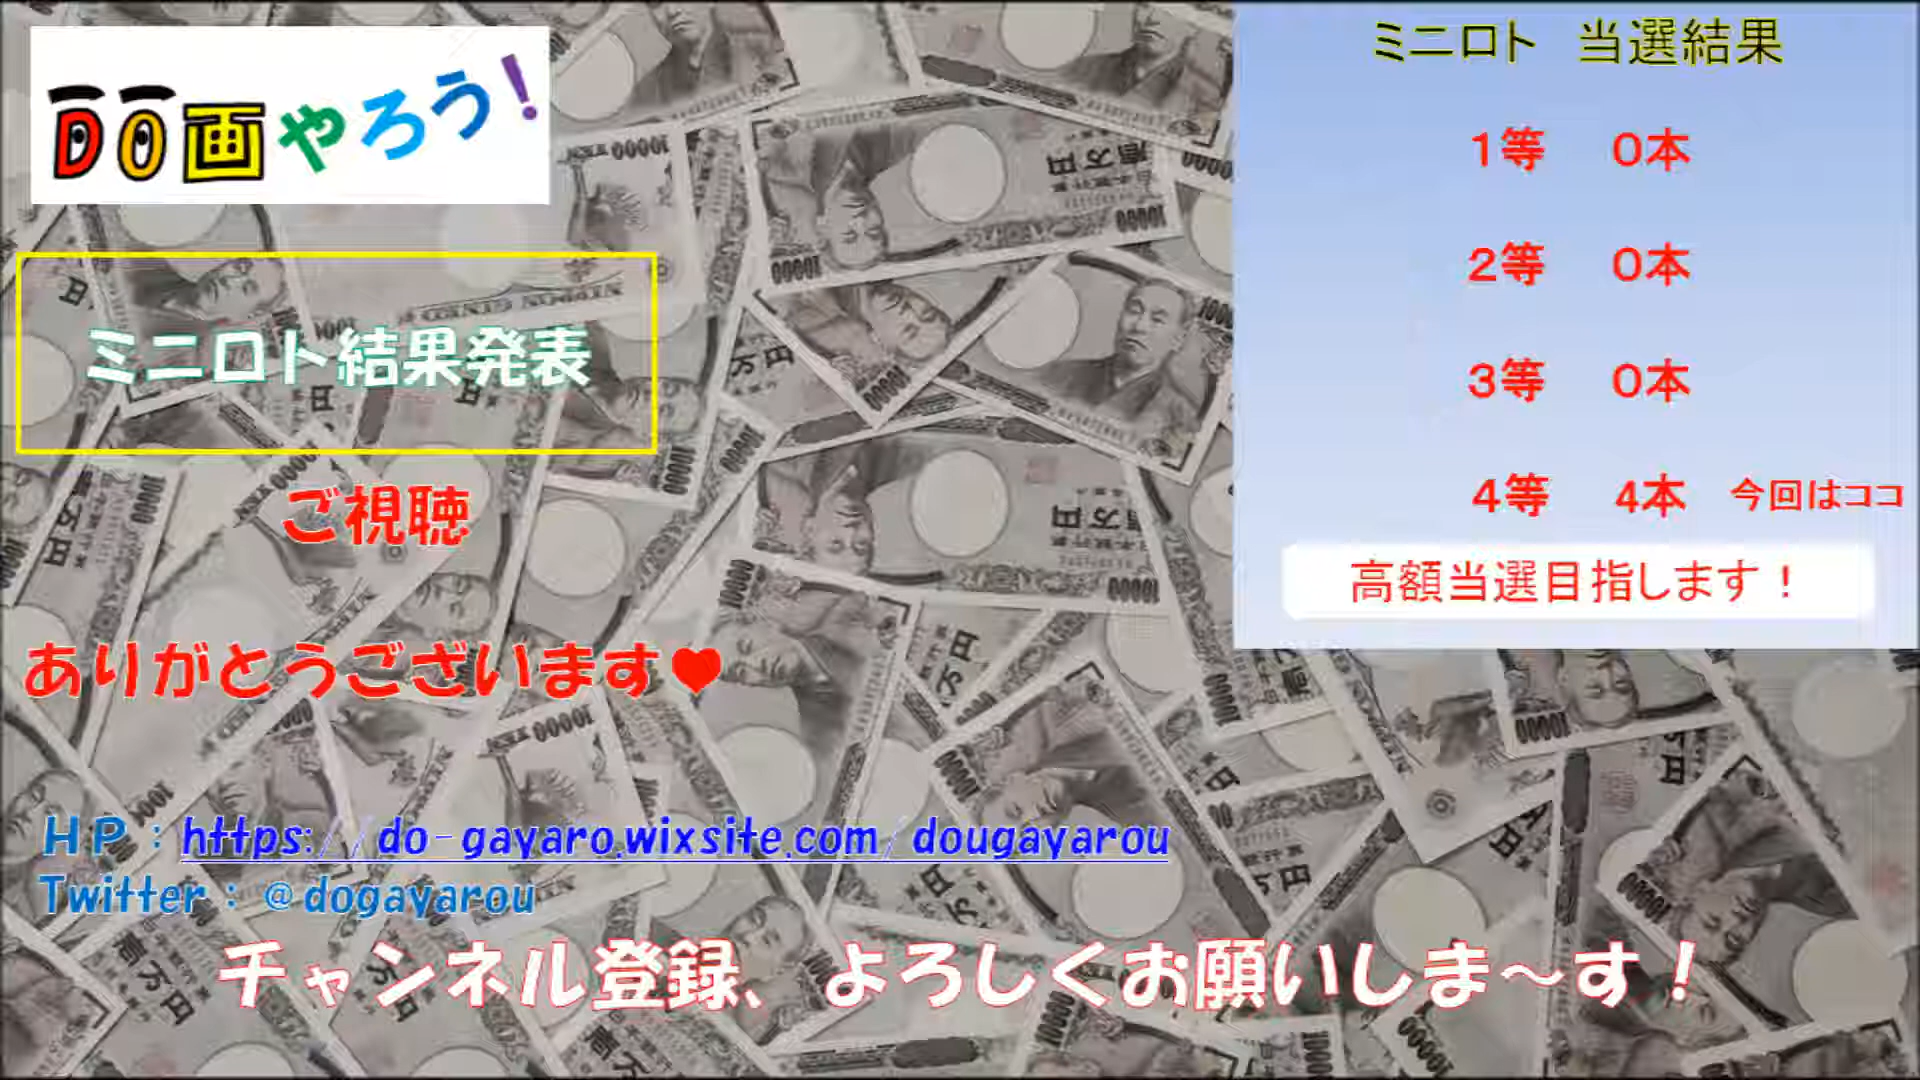 DO画やろう!
ミニロト結果発表
ご視聴
ありがとうございます♥
HP：https://do-gayaro.wixsite.com/dougayarou
Twitter：@dogayarou
チャンネル登録、よろしくお願いしま～す！
ミニロト　当選結果
１等　０本
２等　０本
３等　０本
４等　４本　今回はココ
高額当選目指します！